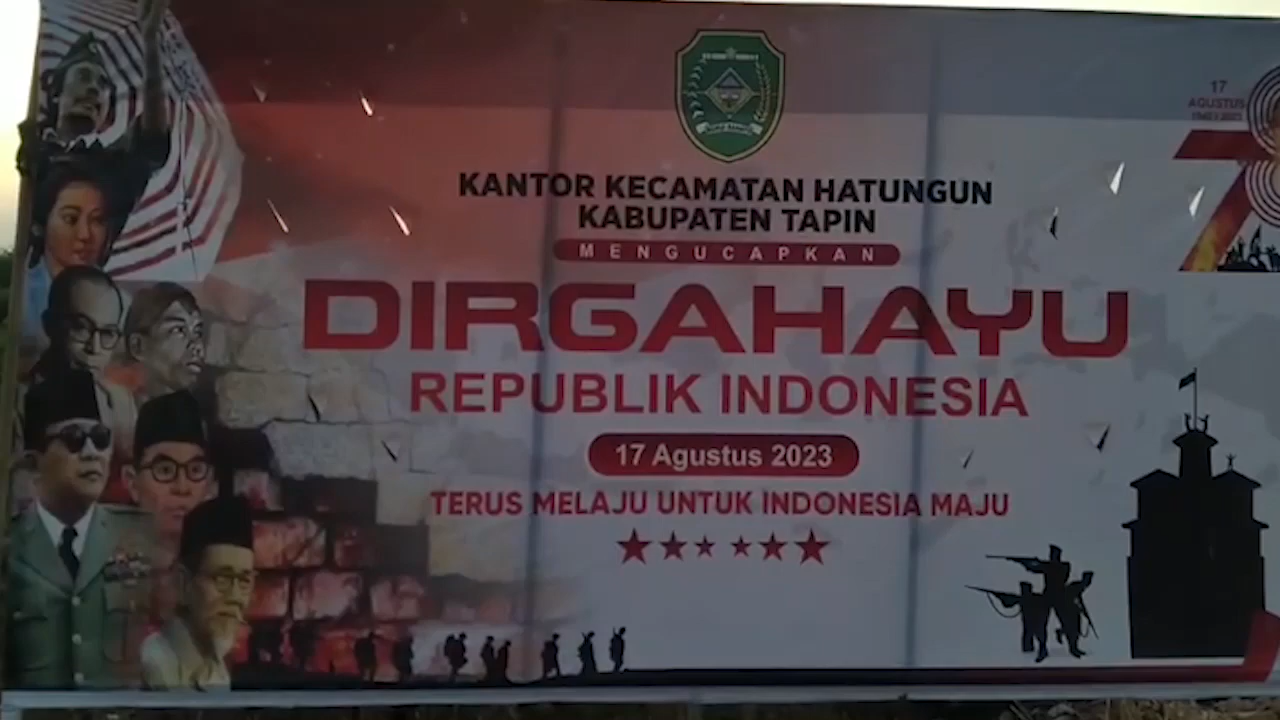 KANTOR KECAMATAN HATUNGUN
KABUPATEN TAPIN
MENGUCAPKAN
DIRGAHAYU
REPUBLIK INDONESIA
17 Agustus 2023
TERUS MELAJU UNTUK INDONESIA MAJU
17
AGUSTUS
7